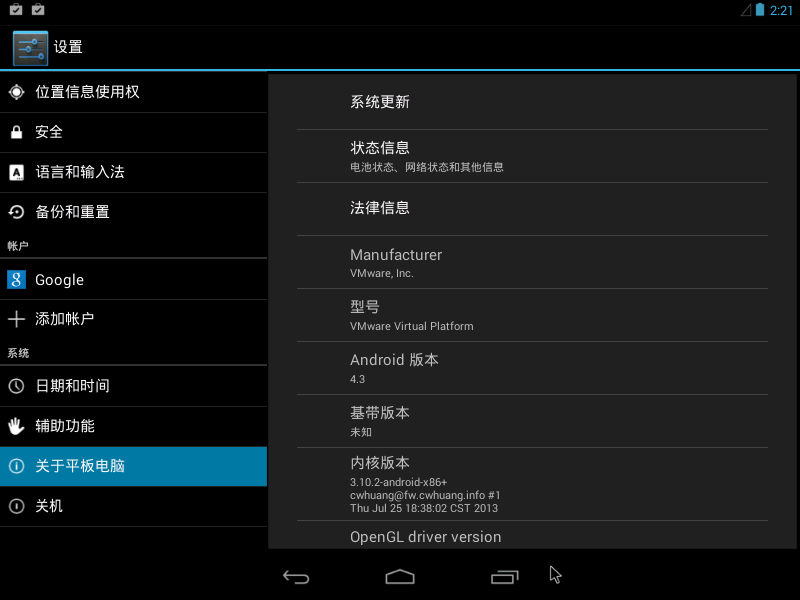 2:21
设置
位置信息使用权
安全
语言和输入法
备份和重置
帐户
Google
添加帐户
系统
日期和时间
辅助功能
关于平板电脑
关机
系统更新
状态信息
电池状态、网络状态和其他信息
法律信息
Manufacturer
VMware, Inc.
型号
VMware Virtual Platform
Android 版本
4.3
基带版本
未知
内核版本
3.10.2-android-x86+
cwhuang@fw.cwhuang.info #1
Thu Jul 25 18:38:02 CST 2013
OpenGL driver version